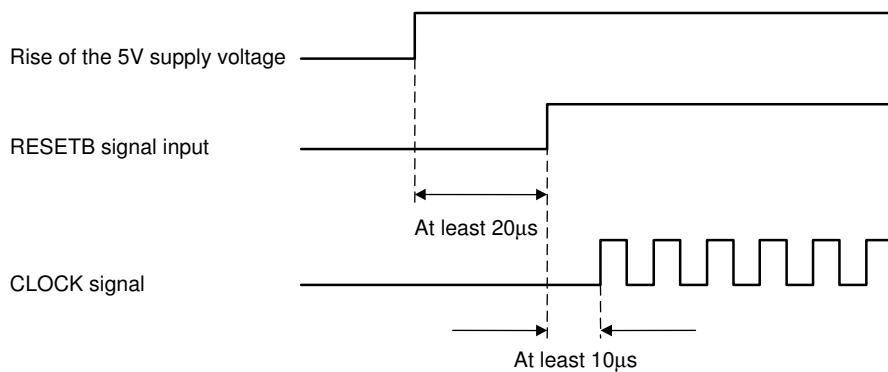 Rise of the 5V supply voltage
RESETB signal input
At least 20μs
CLOCK signal
At least 10μs